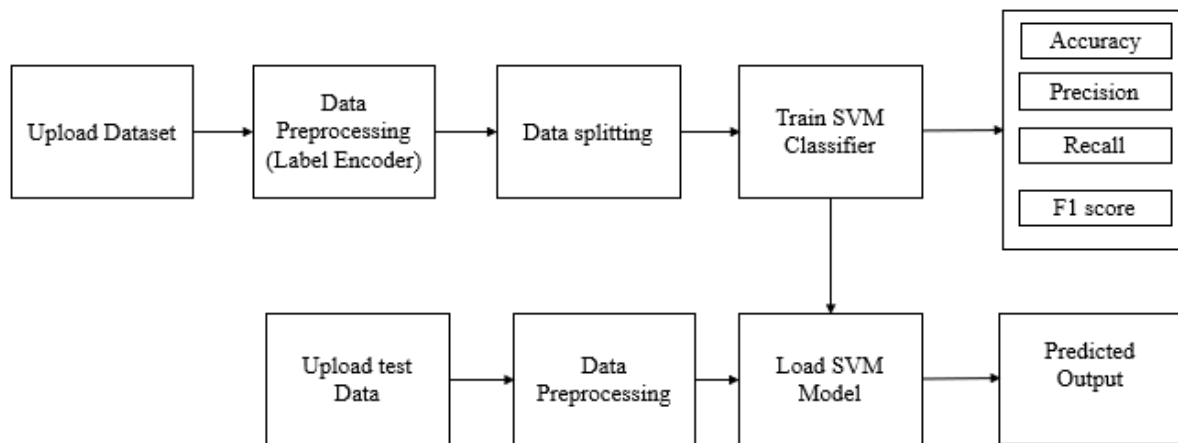 Upload Dataset
Data
Preprocessing
(Label Encoder)
Data splitting
Train SVM
Classifier
Accuracy
Precision
Recall
F1 score
Upload test
Data
Data
Preprocessing
Load SVM
Model
Predicted
Output